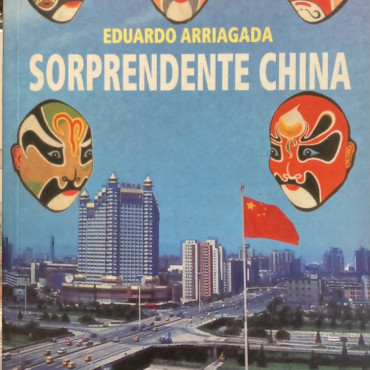 EDUARDO ARRIAGADA
SORPRENDENTE CHINA